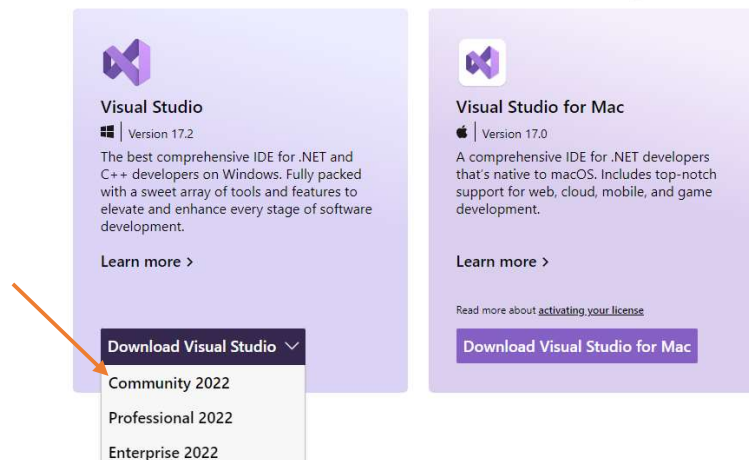 Visual Studio
Version 17.2
The best comprehensive IDE for .NET and
C++ developers on Windows. Fully packed
with a sweet array of tools and features to
elevate and enhance every stage of software
development.
Learn more >
Download Visual Studio
Community 2022
Professional 2022
Enterprise 2022
Visual Studio for Mac
Version 17.0
A comprehensive IDE for .NET developers
that's native to macOS. Includes top-notch
support for web, cloud, mobile, and game
development.
Learn more >
Read more about activating your license
Download Visual Studio for Mac